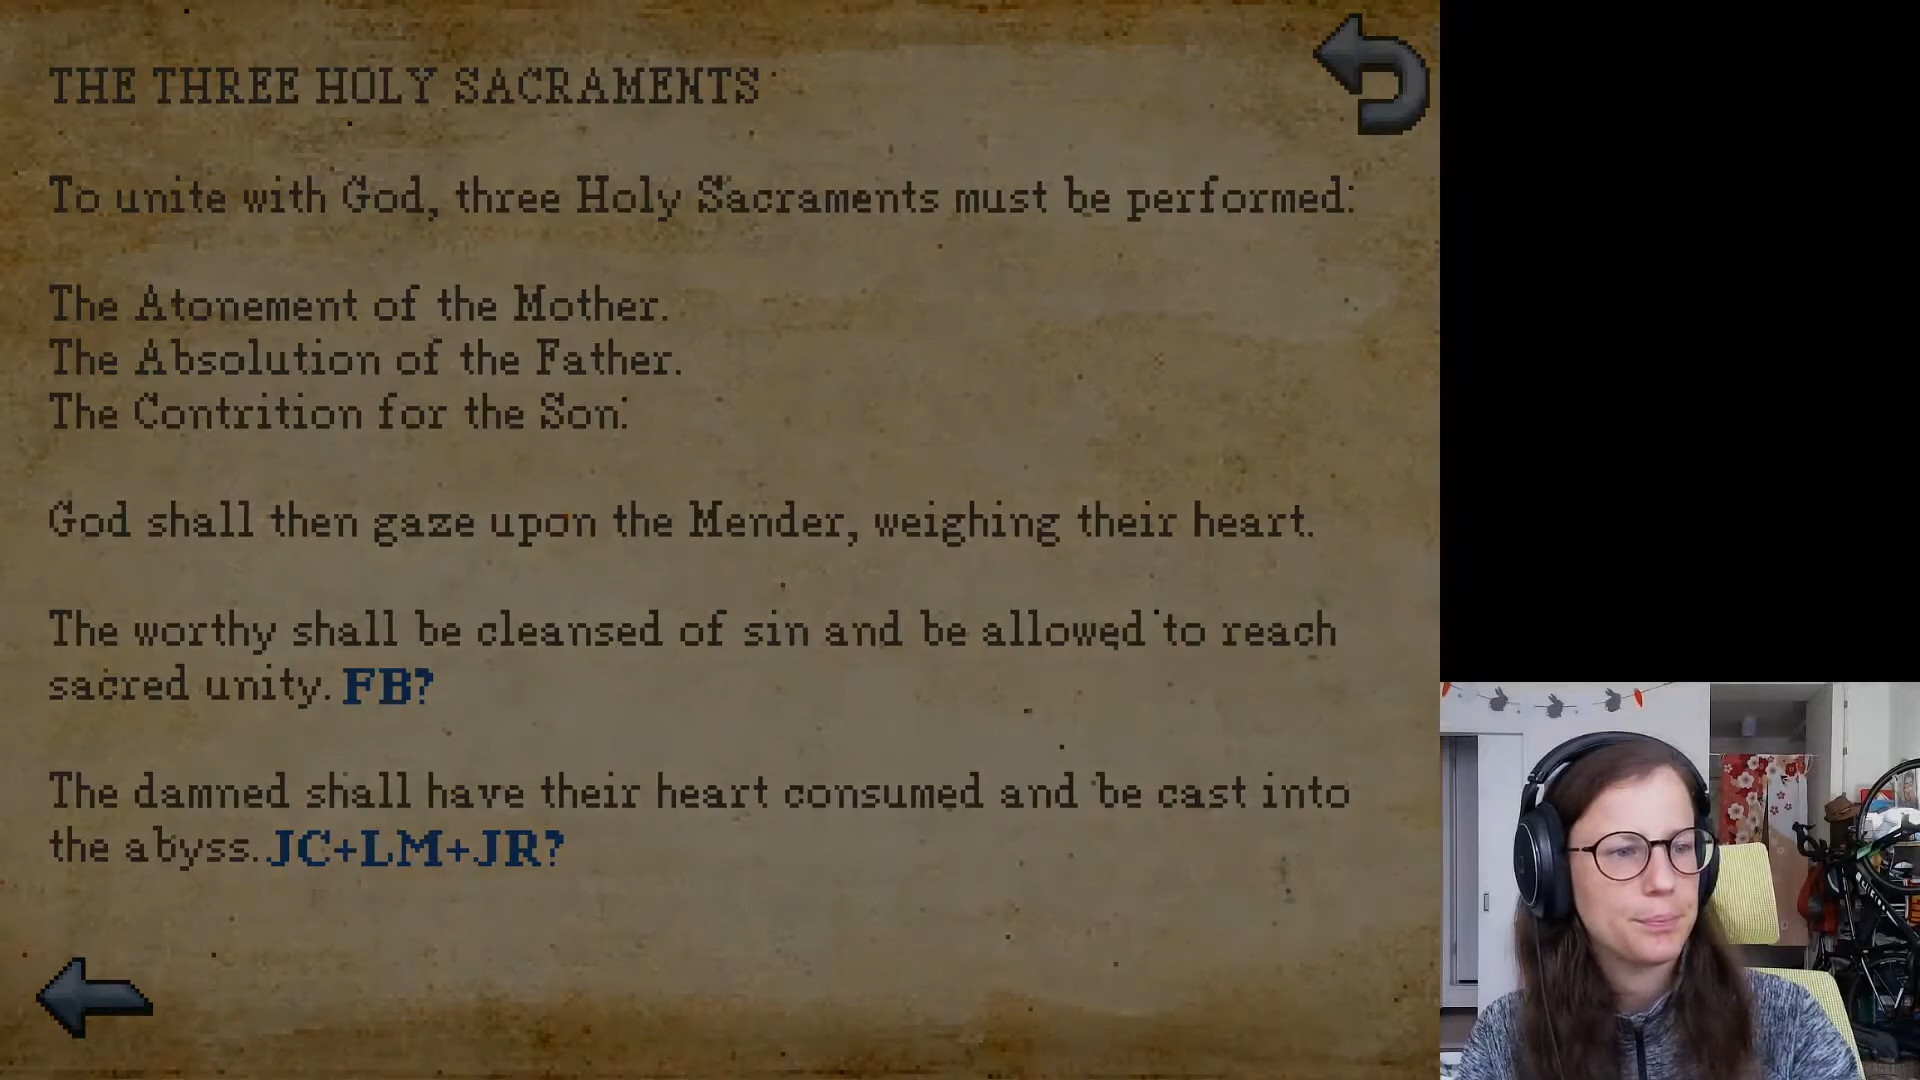 THE THREE HOLY SACRAMENTS
To unite with God, three Holy Sacraments must be performed:
The Atonement of the Mother.
The Absolution of the Father.
The Contrition for the Son.
God shall then gaze upon the Mender, weighing their heart.
The worthy shall be cleansed of sin and be allowed to reach
sacred unity. FB?
The damned shall have their heart consumed and be cast into
the abyss. JC+LM+JR?